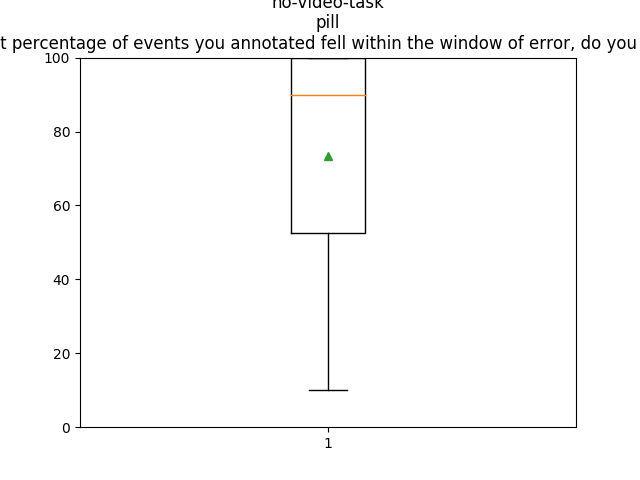 no-video-task
pill
t percentage of events you annotated fell within the window of error, do you
100
80
60
40
20
0
1